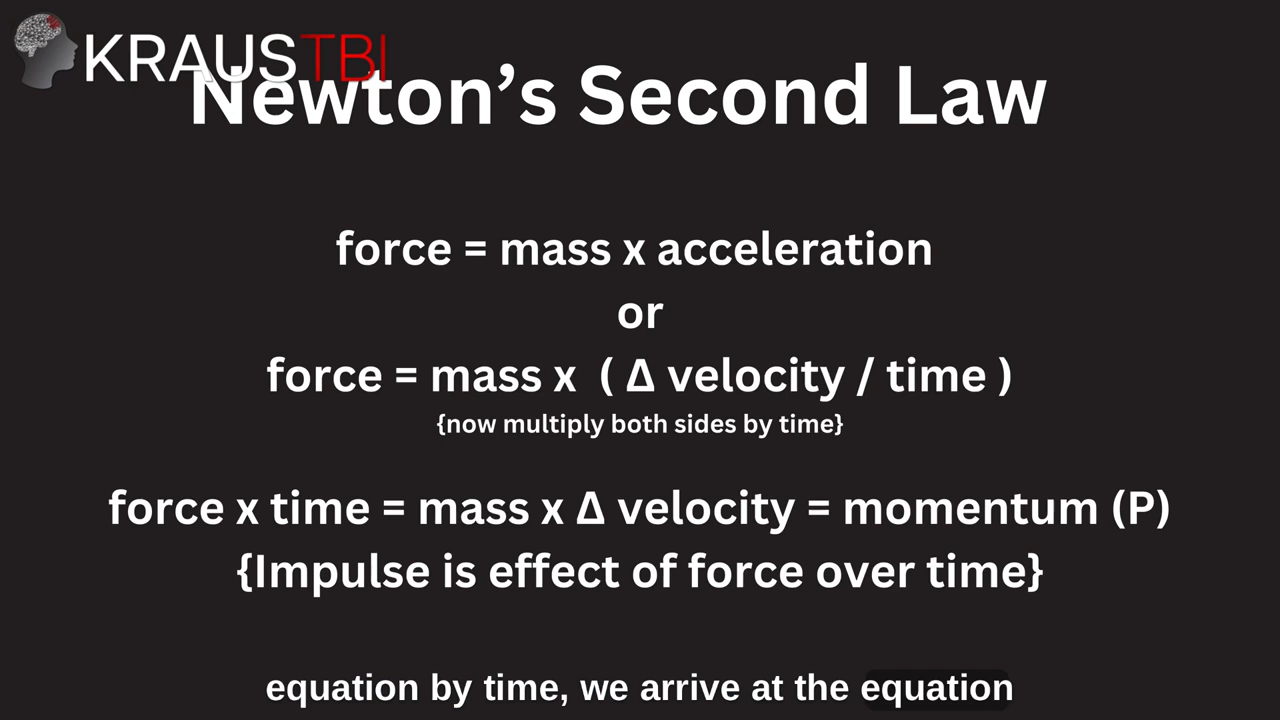 KRAUSTBI
Newton’s Second Law
force = mass x acceleration
or
force = mass x ( Δ velocity / time )
{now multiply both sides by time}
force x time = mass x Δ velocity = momentum (P)
{Impulse is effect of force over time}
equation by time, we arrive at the equation